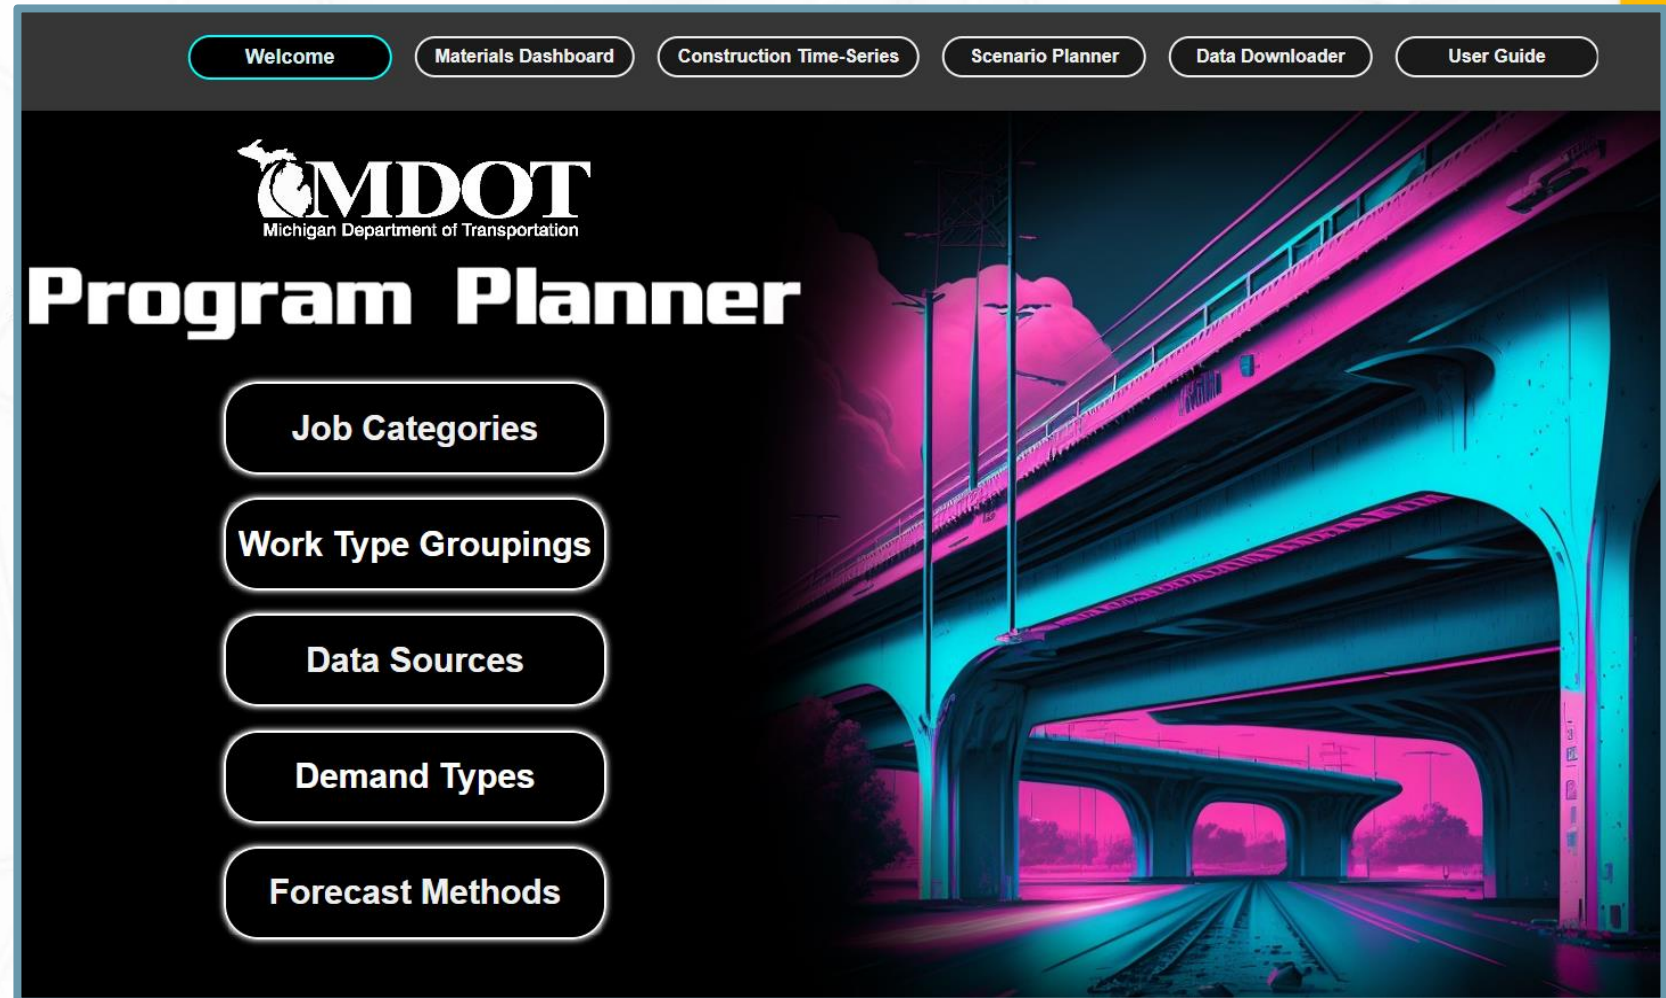 Welcome
Materials Dashboard
Construction Time-Series
Scenario Planner
Data Downloader
User Guide
MDOT
Michigan Department of Transportation
Program Planner
Job Categories
Work Type Groupings
Data Sources
Demand Types
Forecast Methods